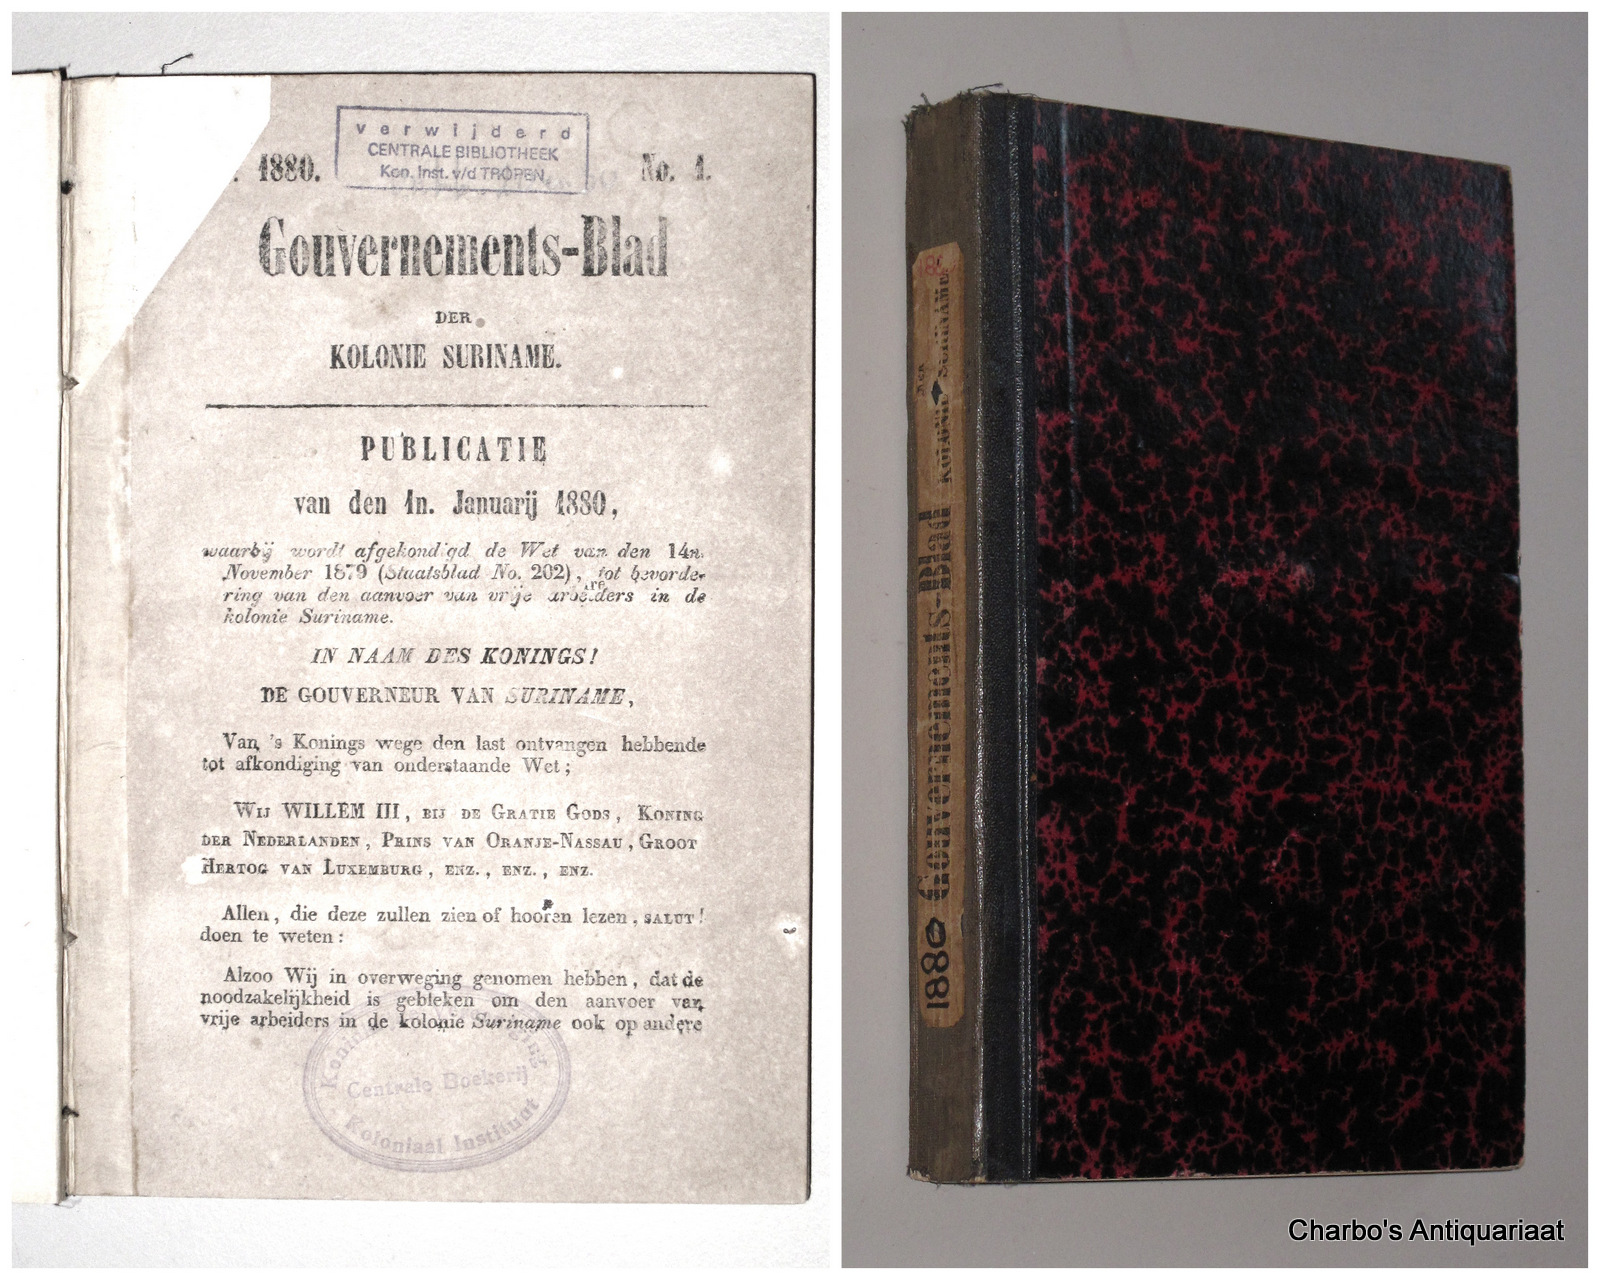 verwijderd
CENTRALE BIBLIOTHEEK
Kon. Inst. v/d TROPEN
1880. No. 1.
Gouvernements-Blad
DER
KOLONIE SURINAME.
PUBLICATIE
van den 1n. Januarij 1880,
waarbij wordt afgekondigd de Wet van den 14n.
November 1879 (Staatsblad No. 202), tot bevorde-
ring van den aanvoer van vrije arbeiders in de
kolonie Suriname.
IN NAAM DES KONINGS!
DE GOUVERNEUR VAN SURINAME,
Van 's Konings wege den last ontvangen hebbende
tot afkondiging van onderstaande Wet;
WIJ WILLEM III, BIJ DE GRATIE GODS, KONING
DER NEDERLANDEN, PRINS VAN ORANJE-NASSAU, GROOT
HERTOG VAN LUXEMBURG, ENZ., ENZ., ENZ.
Allen, die deze zullen zien of hooren lezen, SALUT!
doen te weten:
Alzoo Wij in overweging genomen hebben, dat de
noodzakelijkheid is gebleken om den aanvoer van
vrije arbeiders in de kolonie Suriname ook op andere
Centrale Boekerij
Koloniaal Instituut
1880 Gouvernements-Blad
DER
KOLONIE SURINAME
Charbo's Antiquariaat